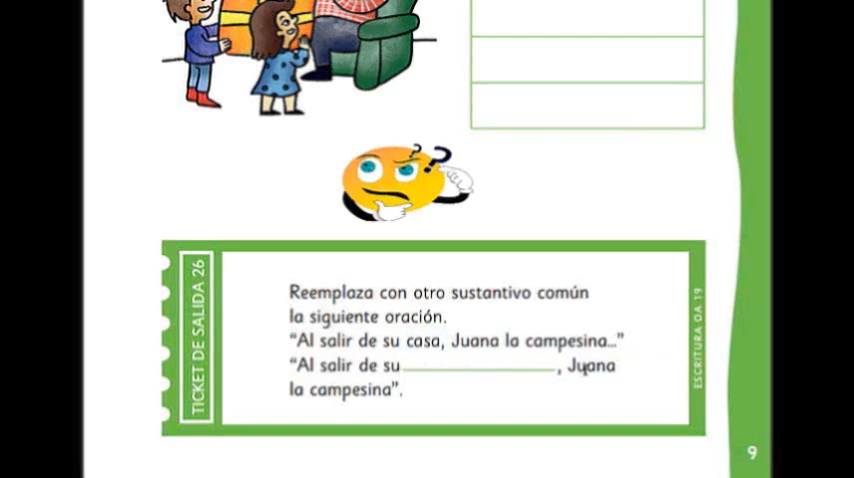 TICKET DE SALIDA 26
Reemplaza con otro sustantivo común
la siguiente oración.
“Al salir de su casa, Juana la campesina...”
“Al salir de su , Juana
la campesina”.
ESCRITURA OA 19
9